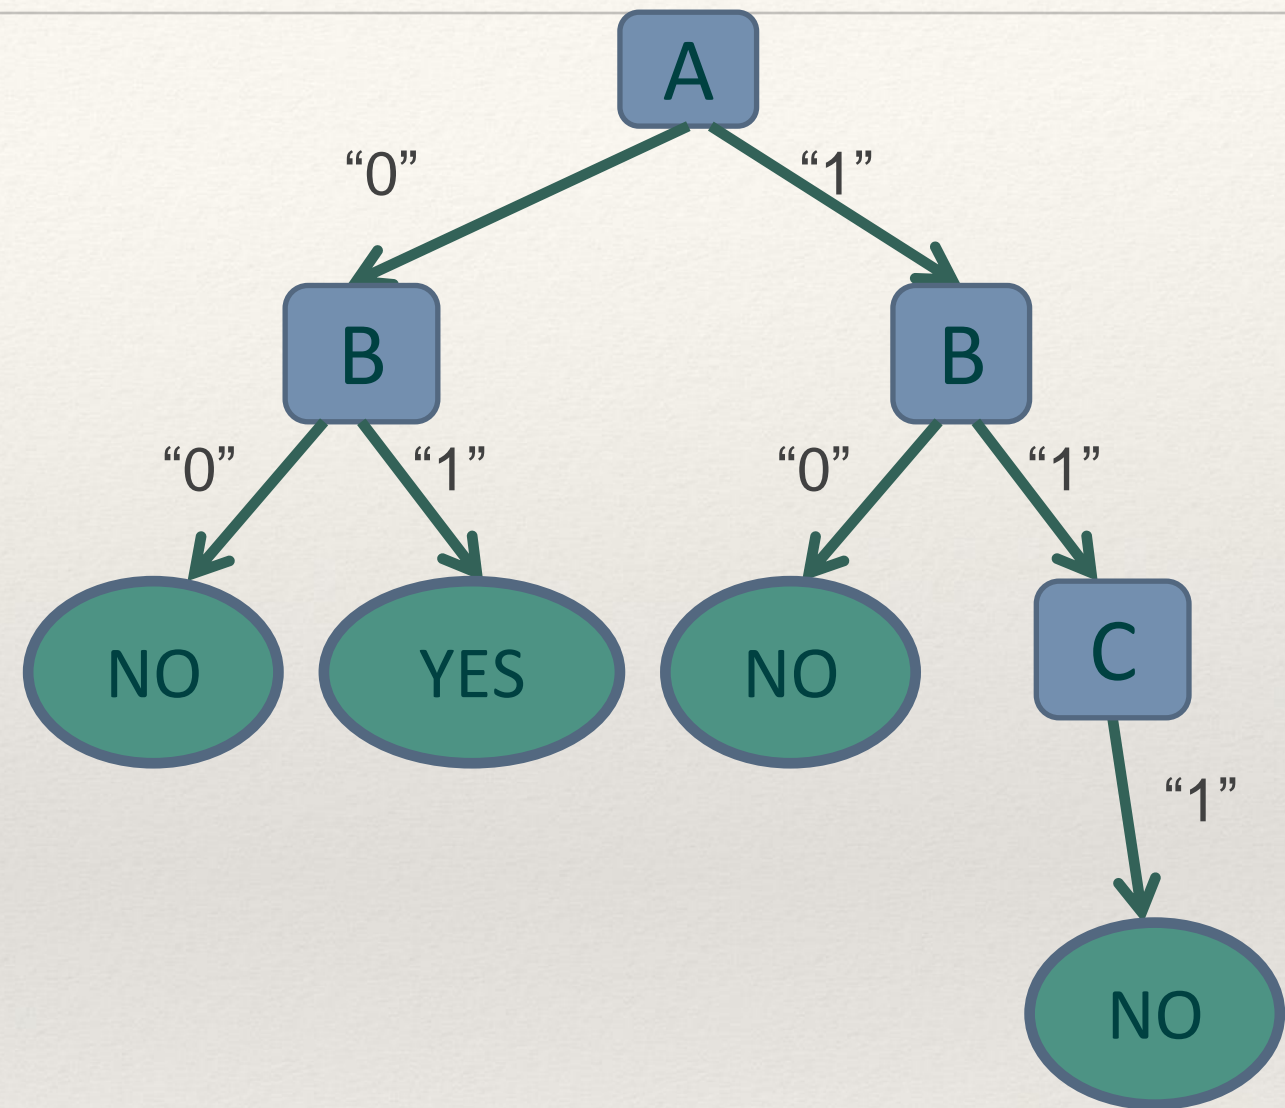 A
“0” “1”
B B
“0” “1” “0” “1”
NO YES NO C
“1”
NO